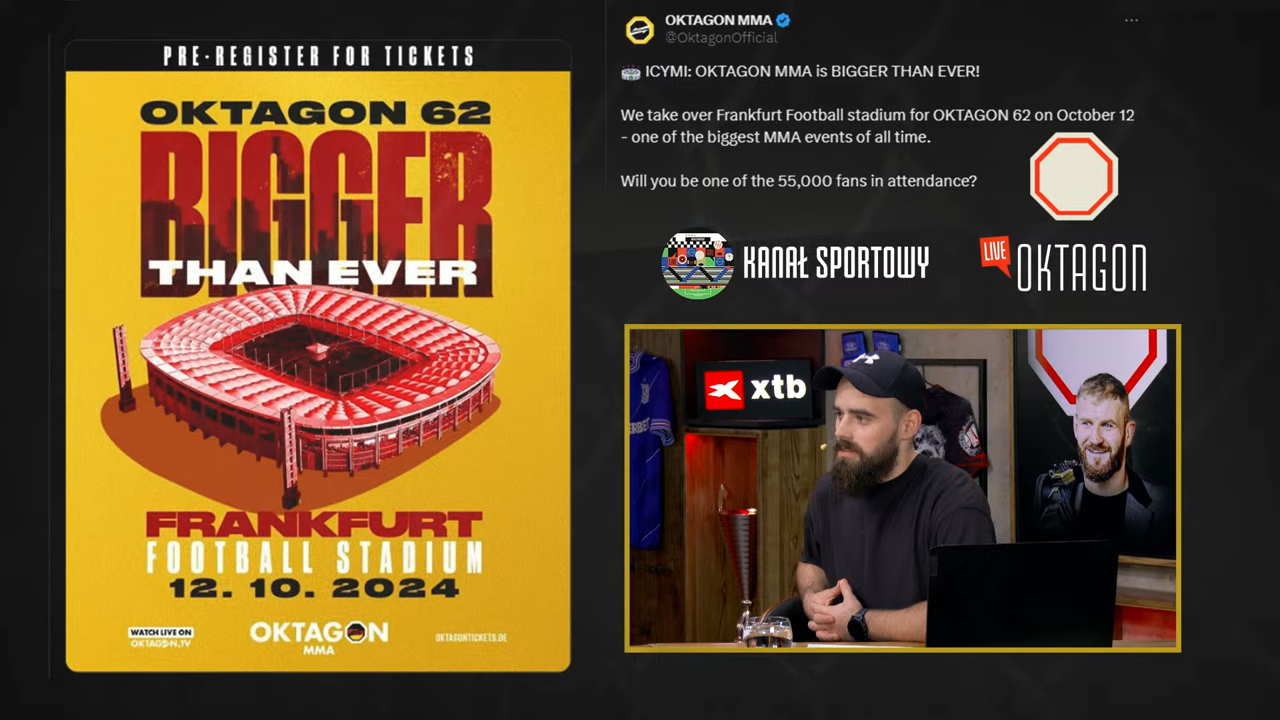 PRE-REGISTER FOR TICKETS
OKTAGON 62
BIGGER
THAN EVER
FRANKFURT
FOOTBALL STADIUM
12. 10. 2024
WATCH LIVE ON
OKTAGON.TV
OKTAGON
MMA
OKTAGONTICKETS.DE
OKTAGON MMA
@OktagonOfficial
ICYMI: OKTAGON MMA is BIGGER THAN EVER!
We take over Frankfurt Football stadium for OKTAGON 62 on October 12
- one of the biggest MMA events of all time.
Will you be one of the 55,000 fans in attendance?
KANAŁ SPORTOWY
LIVE
OKTAGON
xtb